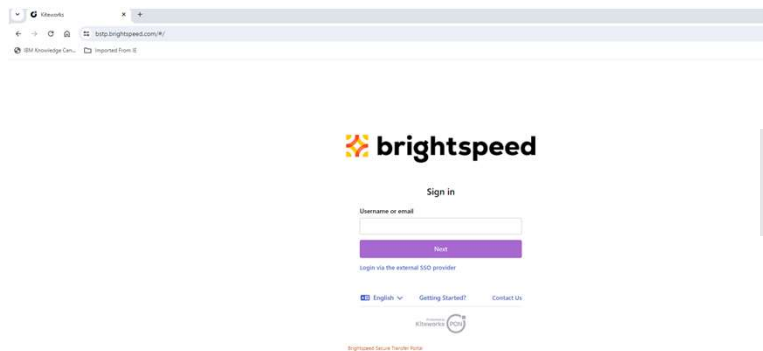 Kiteworks
bstp.brightspeed.com/#/
IBM Knowledge Cen... Imported From IE
brightspeed
Sign in
Username or email
Next
Login via the external SSO provider
English Getting Started? Contact Us
Kiteworks PDN
Brightspeed Secure Transfer Portal